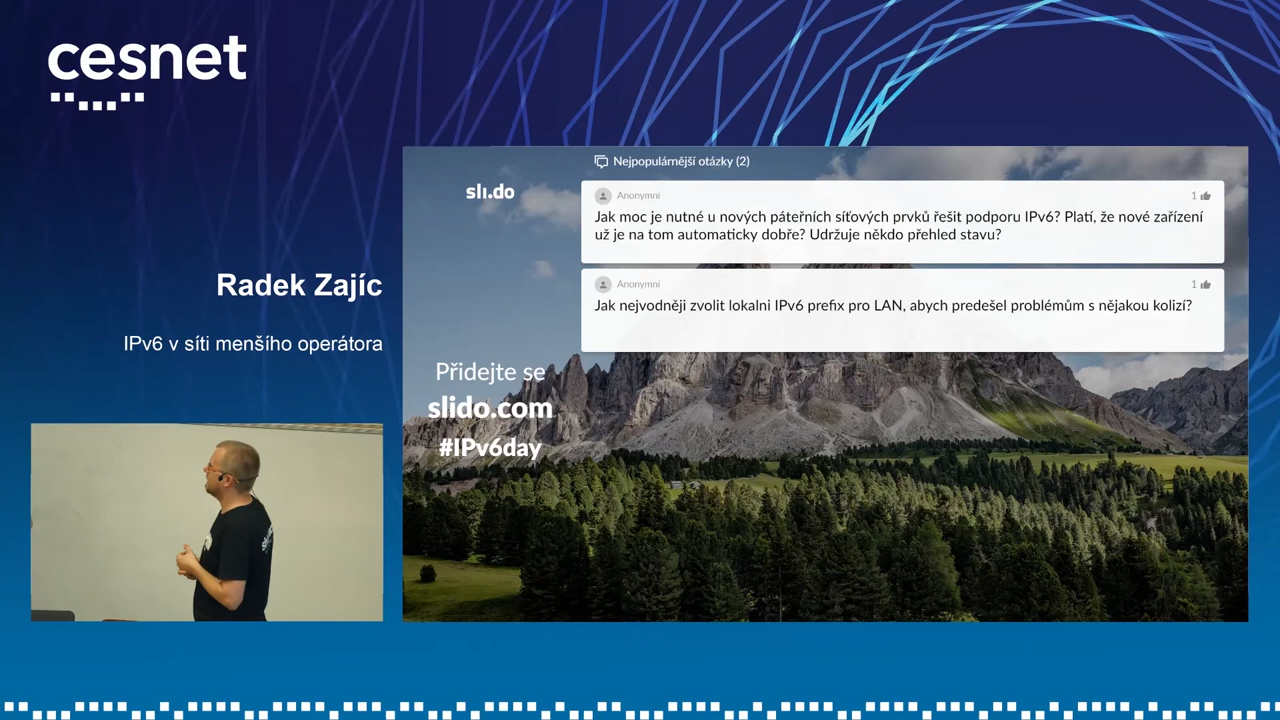 cesnet
Radek Zajíc
IPv6 v síti menšího operátora
sli.do
Přidejte se
slido.com
#IPv6day
Nejpopulárnější otázky (2)
Anonymní
1
Jak moc je nutné u nových páteřních síťových prvků řešit podporu IPv6? Platí, že nové zařízení
už je na tom automaticky dobře? Udržuje někdo přehled stavu?
Anonymní
1
Jak nejvodněji zvolit lokalni IPv6 prefix pro LAN, abych predešel problémům s nějakou kolizí?